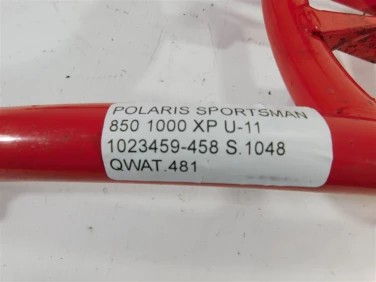 POLARIS SPORTSMAN
850 1000 XP U-11
1023459-458 S.1048
QWAT.481